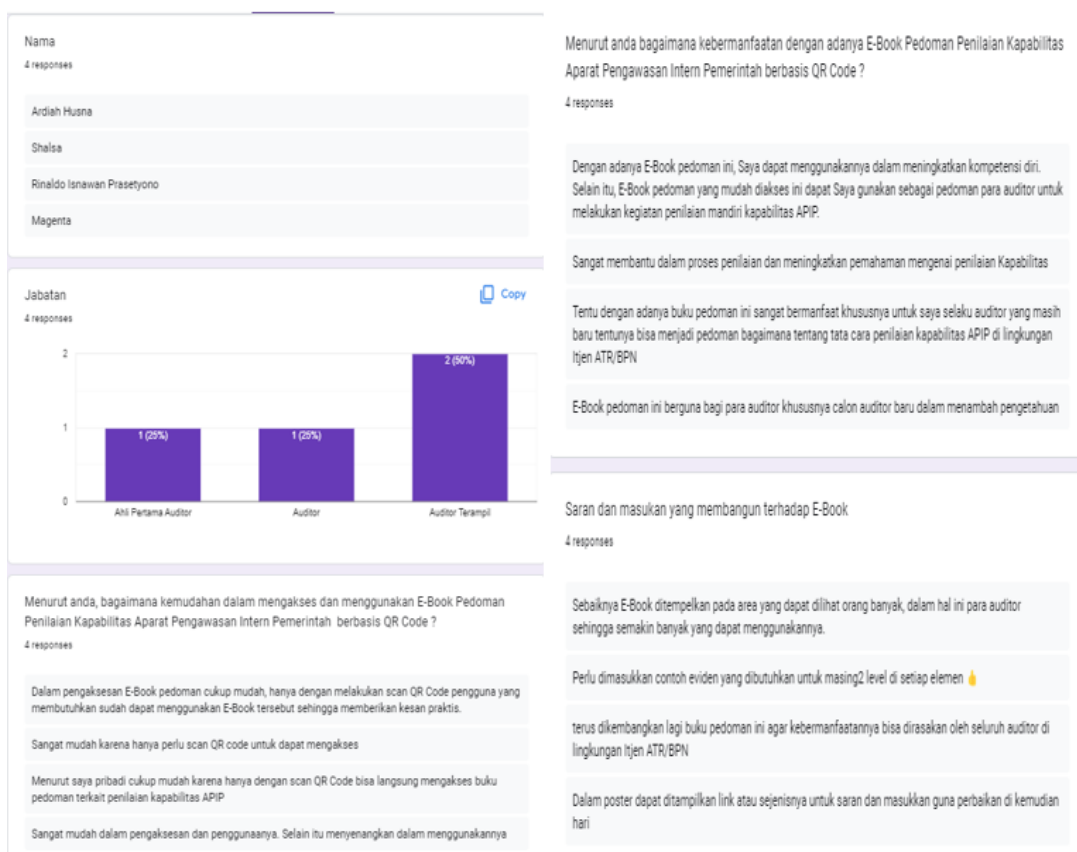 Nama
4 responses
Ardiah Husna
Shalsa
Rinaldo Isnawan Prasetyono
Magenta
Jabatan
Copy
4 responses
2
1
0
1 (25%)
1 (25%)
2 (50%)
Ahli Pertama Auditor
Auditor
Auditor Terampil
Menurut anda, bagaimana kemudahan dalam mengakses dan menggunakan E-Book Pedoman
Penilaian Kapabilitas Aparat Pengawasan Intern Pemerintah berbasis QR Code ?
4 responses
Dalam pengaksesan E-Book pedoman cukup mudah, hanya dengan melakukan scan QR Code pengguna yang
membutuhkan sudah dapat menggunakan E-Book tersebut sehingga memberikan kesan praktis.
Sangat mudah karena hanya perlu scan QR code untuk dapat mengakses
Menurut saya pribadi cukup mudah karena hanya dengan scan QR Code bisa langsung mengakses buku
pedoman terkait penilaian kapabilitas APIP
Sangat mudah dalam pengaksesan dan penggunaanya. Selain itu menyenangkan dalam menggunakannya
Menurut anda bagaimana kebermanfaatan dengan adanya E-Book Pedoman Penilaian Kapabilitas
Aparat Pengawasan Intern Pemerintah berbasis QR Code ?
4 responses
Dengan adanya E-Book pedoman ini, Saya dapat menggunakannya dalam meningkatkan kompetensi diri.
Selain itu, E-Book pedoman yang mudah diakses ini dapat Saya gunakan sebagai pedoman para auditor untuk
melakukan kegiatan penilaian mandiri kapabilitas APIP.
Sangat membantu dalam proses penilaian dan meningkatkan pemahaman mengenai penilaian Kapabilitas
Tentu dengan adanya buku pedoman ini sangat bermanfaat khususnya untuk saya selaku auditor yang masih
baru tentunya bisa menjadi pedoman bagaimana tentang tata cara penilaian kapabilitas APIP di lingkungan
Itjen ATR/BPN
E-Book pedoman ini berguna bagi para auditor khususnya calon auditor baru dalam menambah pengetahuan
Saran dan masukan yang membangun terhadap E-Book
4 responses
Sebaiknya E-Book ditempelkan pada area yang dapat dilihat orang banyak, dalam hal ini para auditor
sehingga semakin banyak yang dapat menggunakannya.
Perlu dimasukkan contoh eviden yang dibutuhkan untuk masing2 level di setiap elemen 👍
terus dikembangkan lagi buku pedoman ini agar kebermanfaatannya bisa dirasakan oleh seluruh auditor di
lingkungan Itjen ATR/BPN
Dalam poster dapat ditampilkan link atau sejenisnya untuk saran dan masukkan guna perbaikan di kemudian
hari